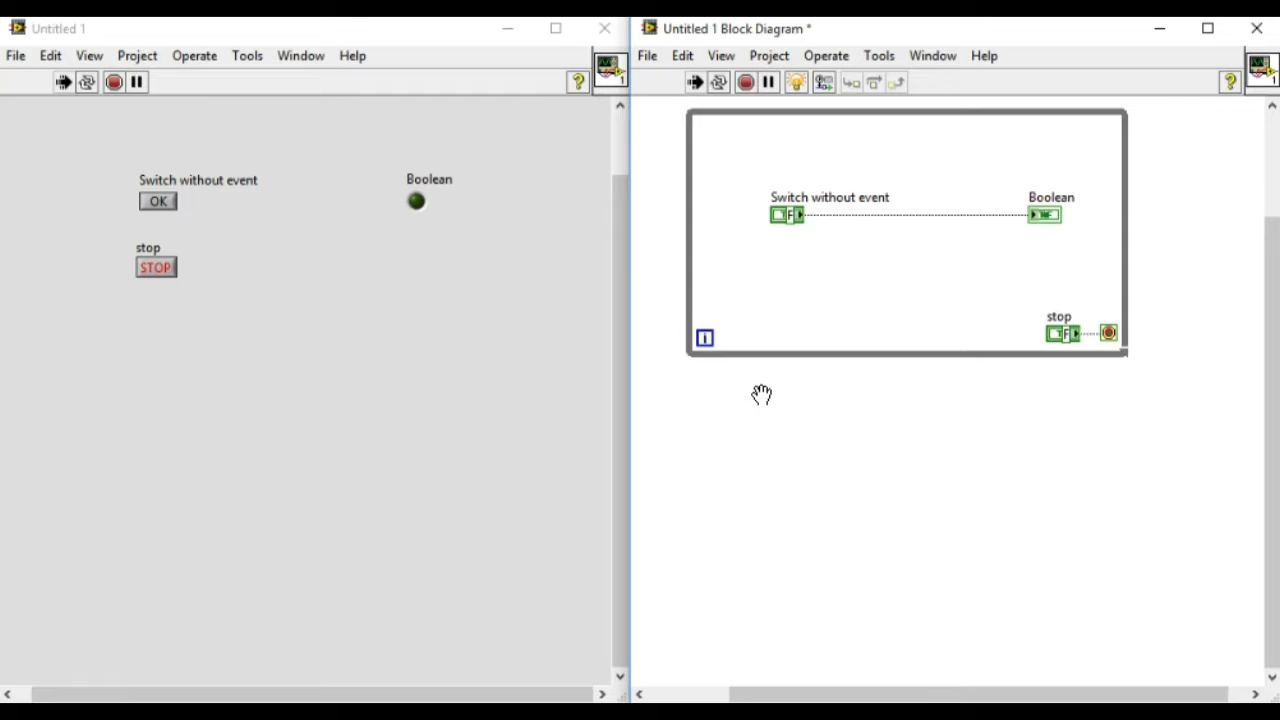 Untitled 1
File Edit View Project Operate Tools Window Help
1
Switch without event
OK
Boolean
stop
STOP
Untitled 1 Block Diagram *
File Edit View Project Operate Tools Window Help
Switch without event
F
Boolean
stop
F
i